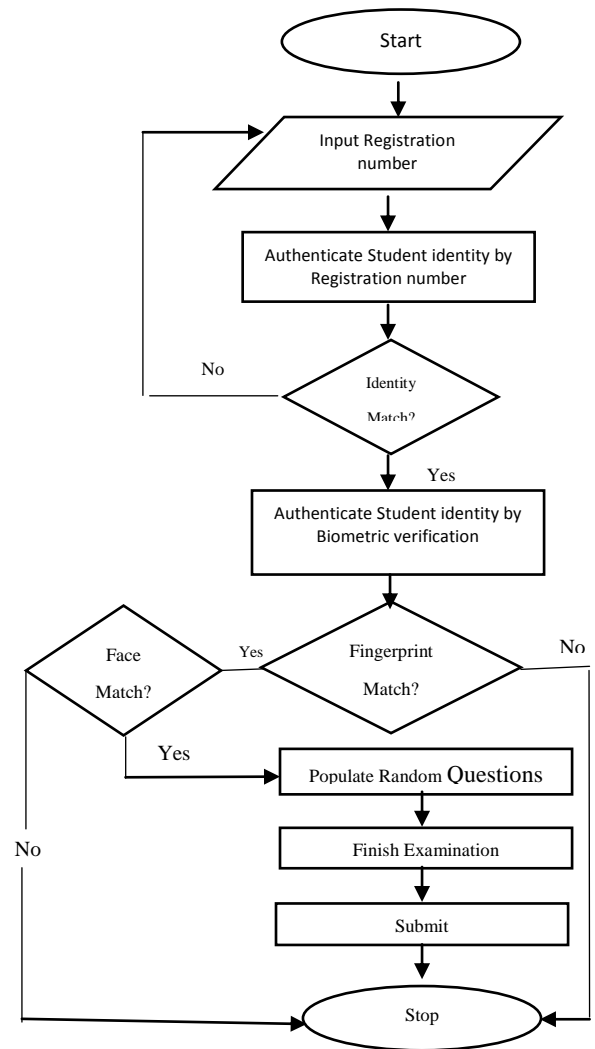 Start
Input Registration
number
Authenticate Student identity by
Registration number
No
Identity
Match?
Yes
Authenticate Student identity by
Biometric verification
Face
Match?
Yes
Fingerprint
Match?
No
Yes
Populate Random Questions
No
Finish Examination
Submit
Stop